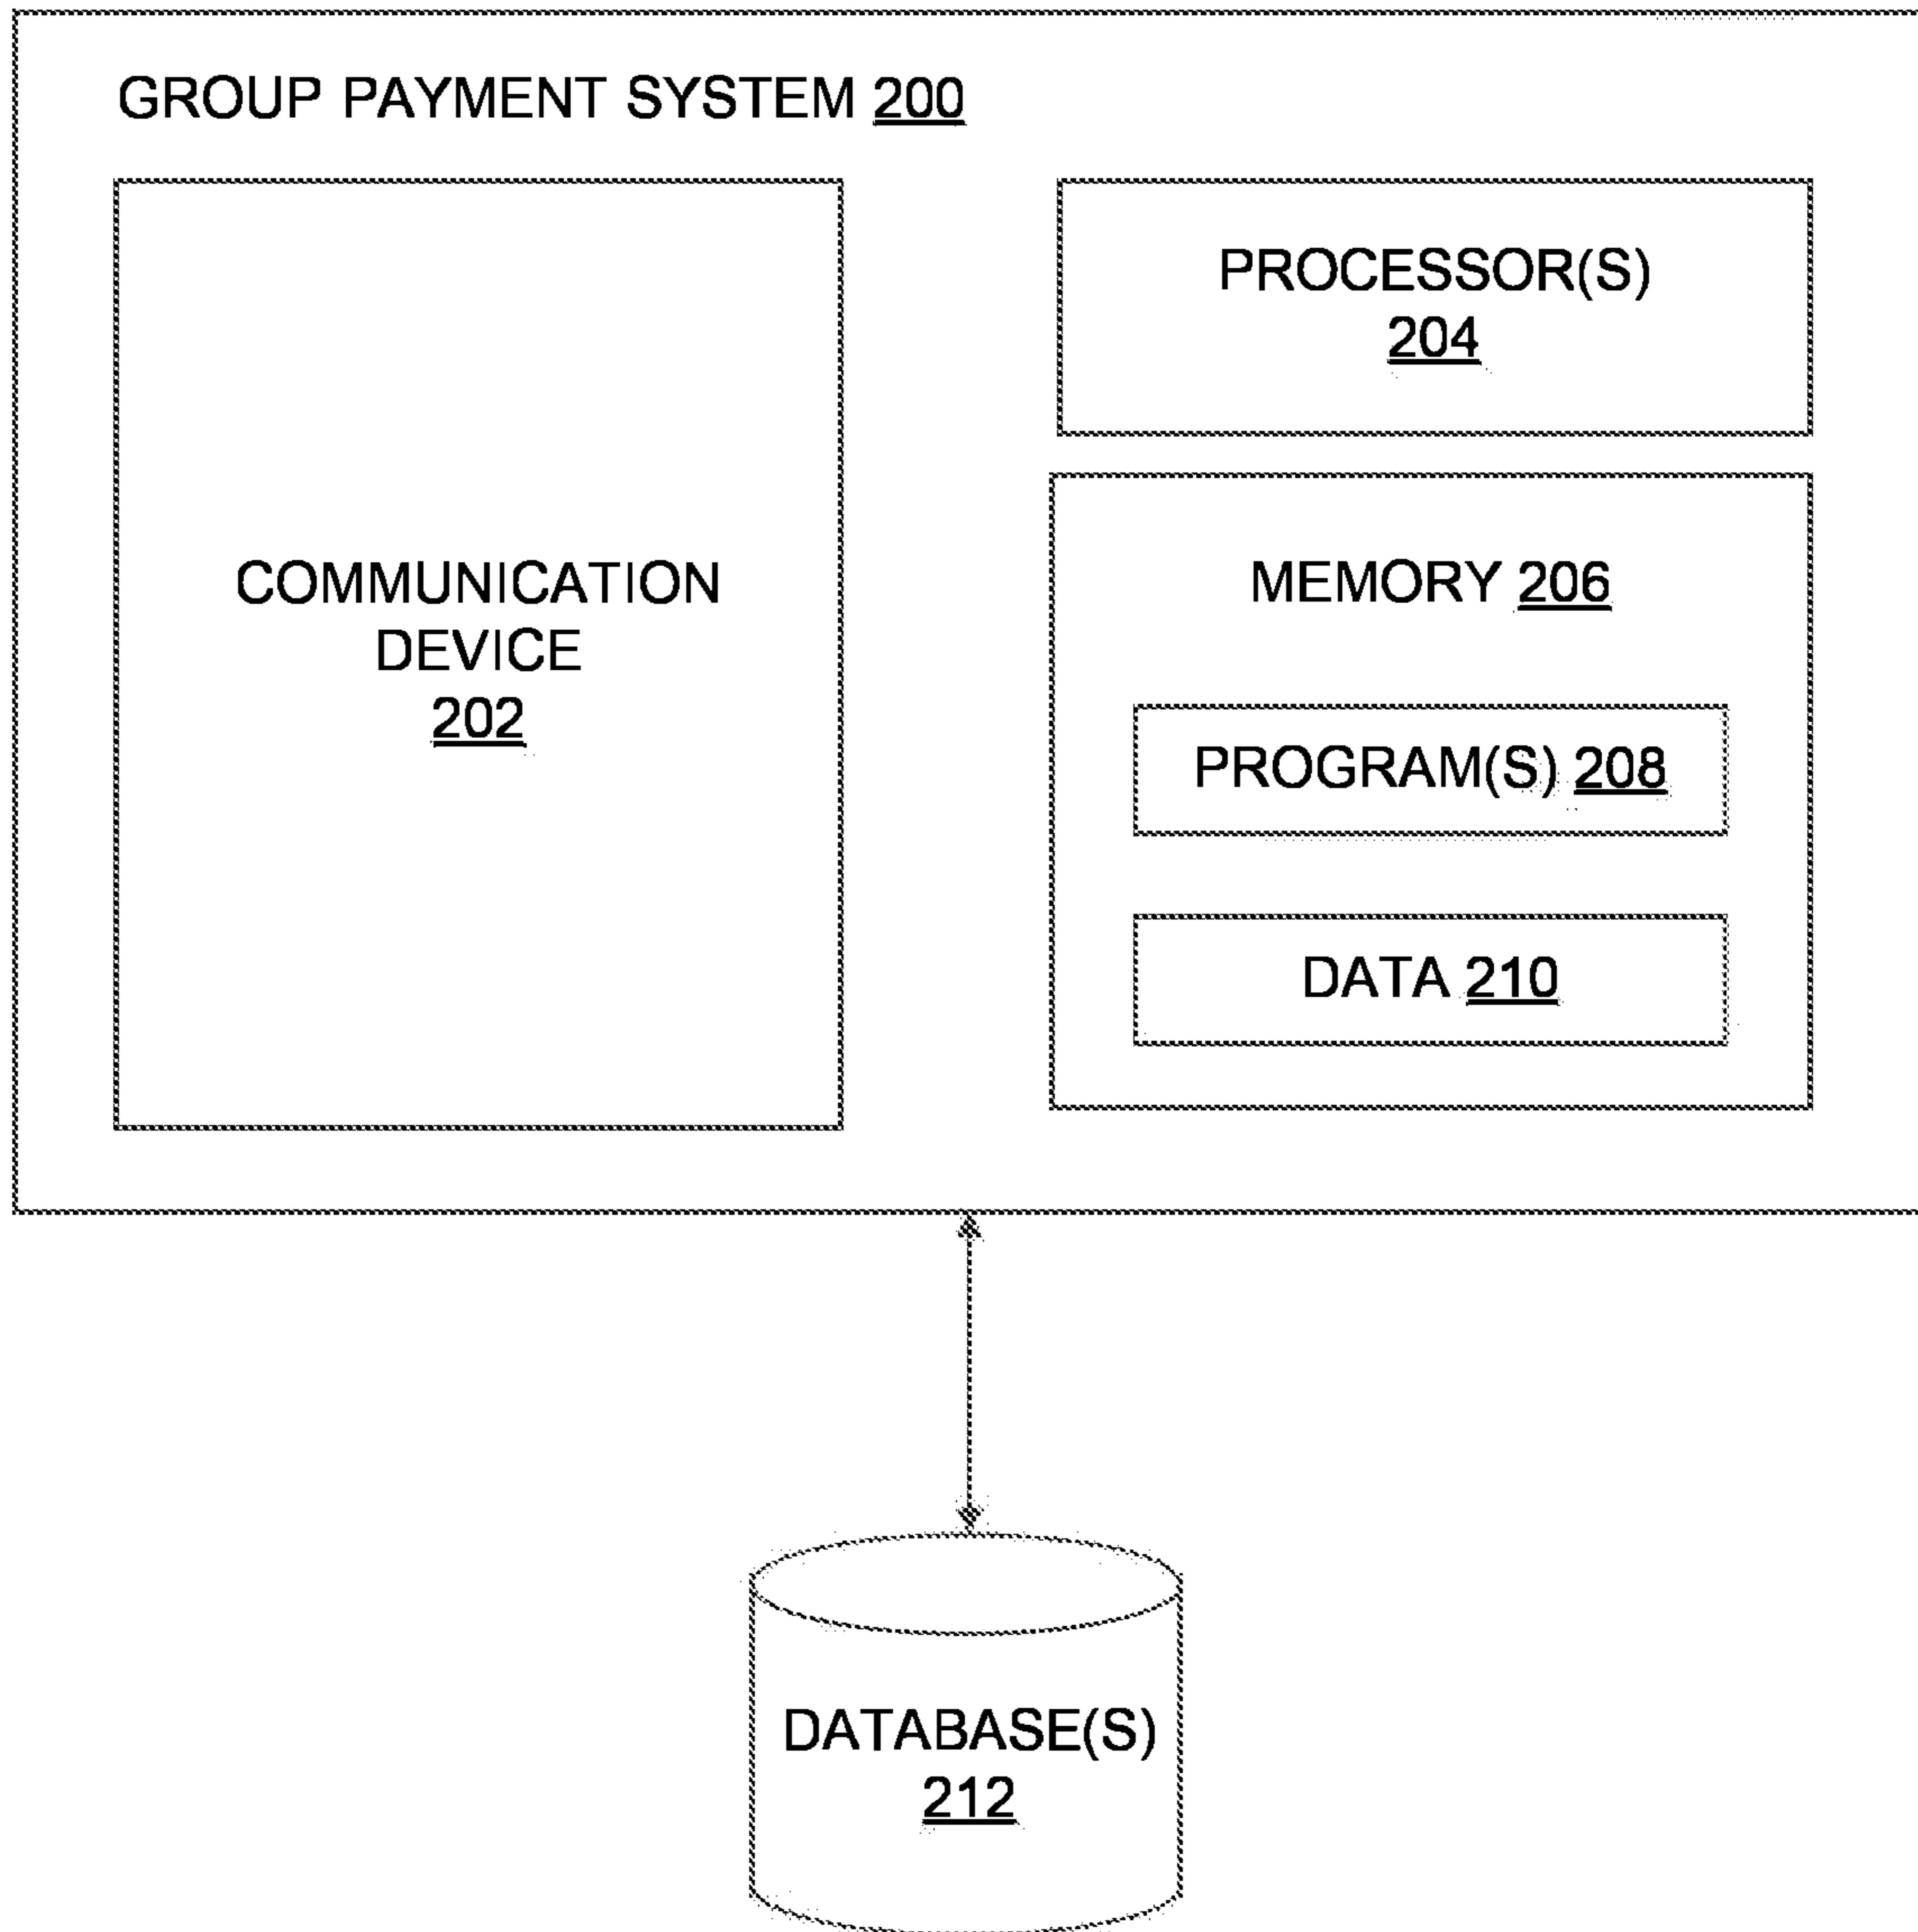 GROUP PAYMENT SYSTEM 200
COMMUNICATION
DEVICE
202
PROCESSOR(S)
204
MEMORY 206
PROGRAM(S) 208
DATA 210
DATABASE(S)
212